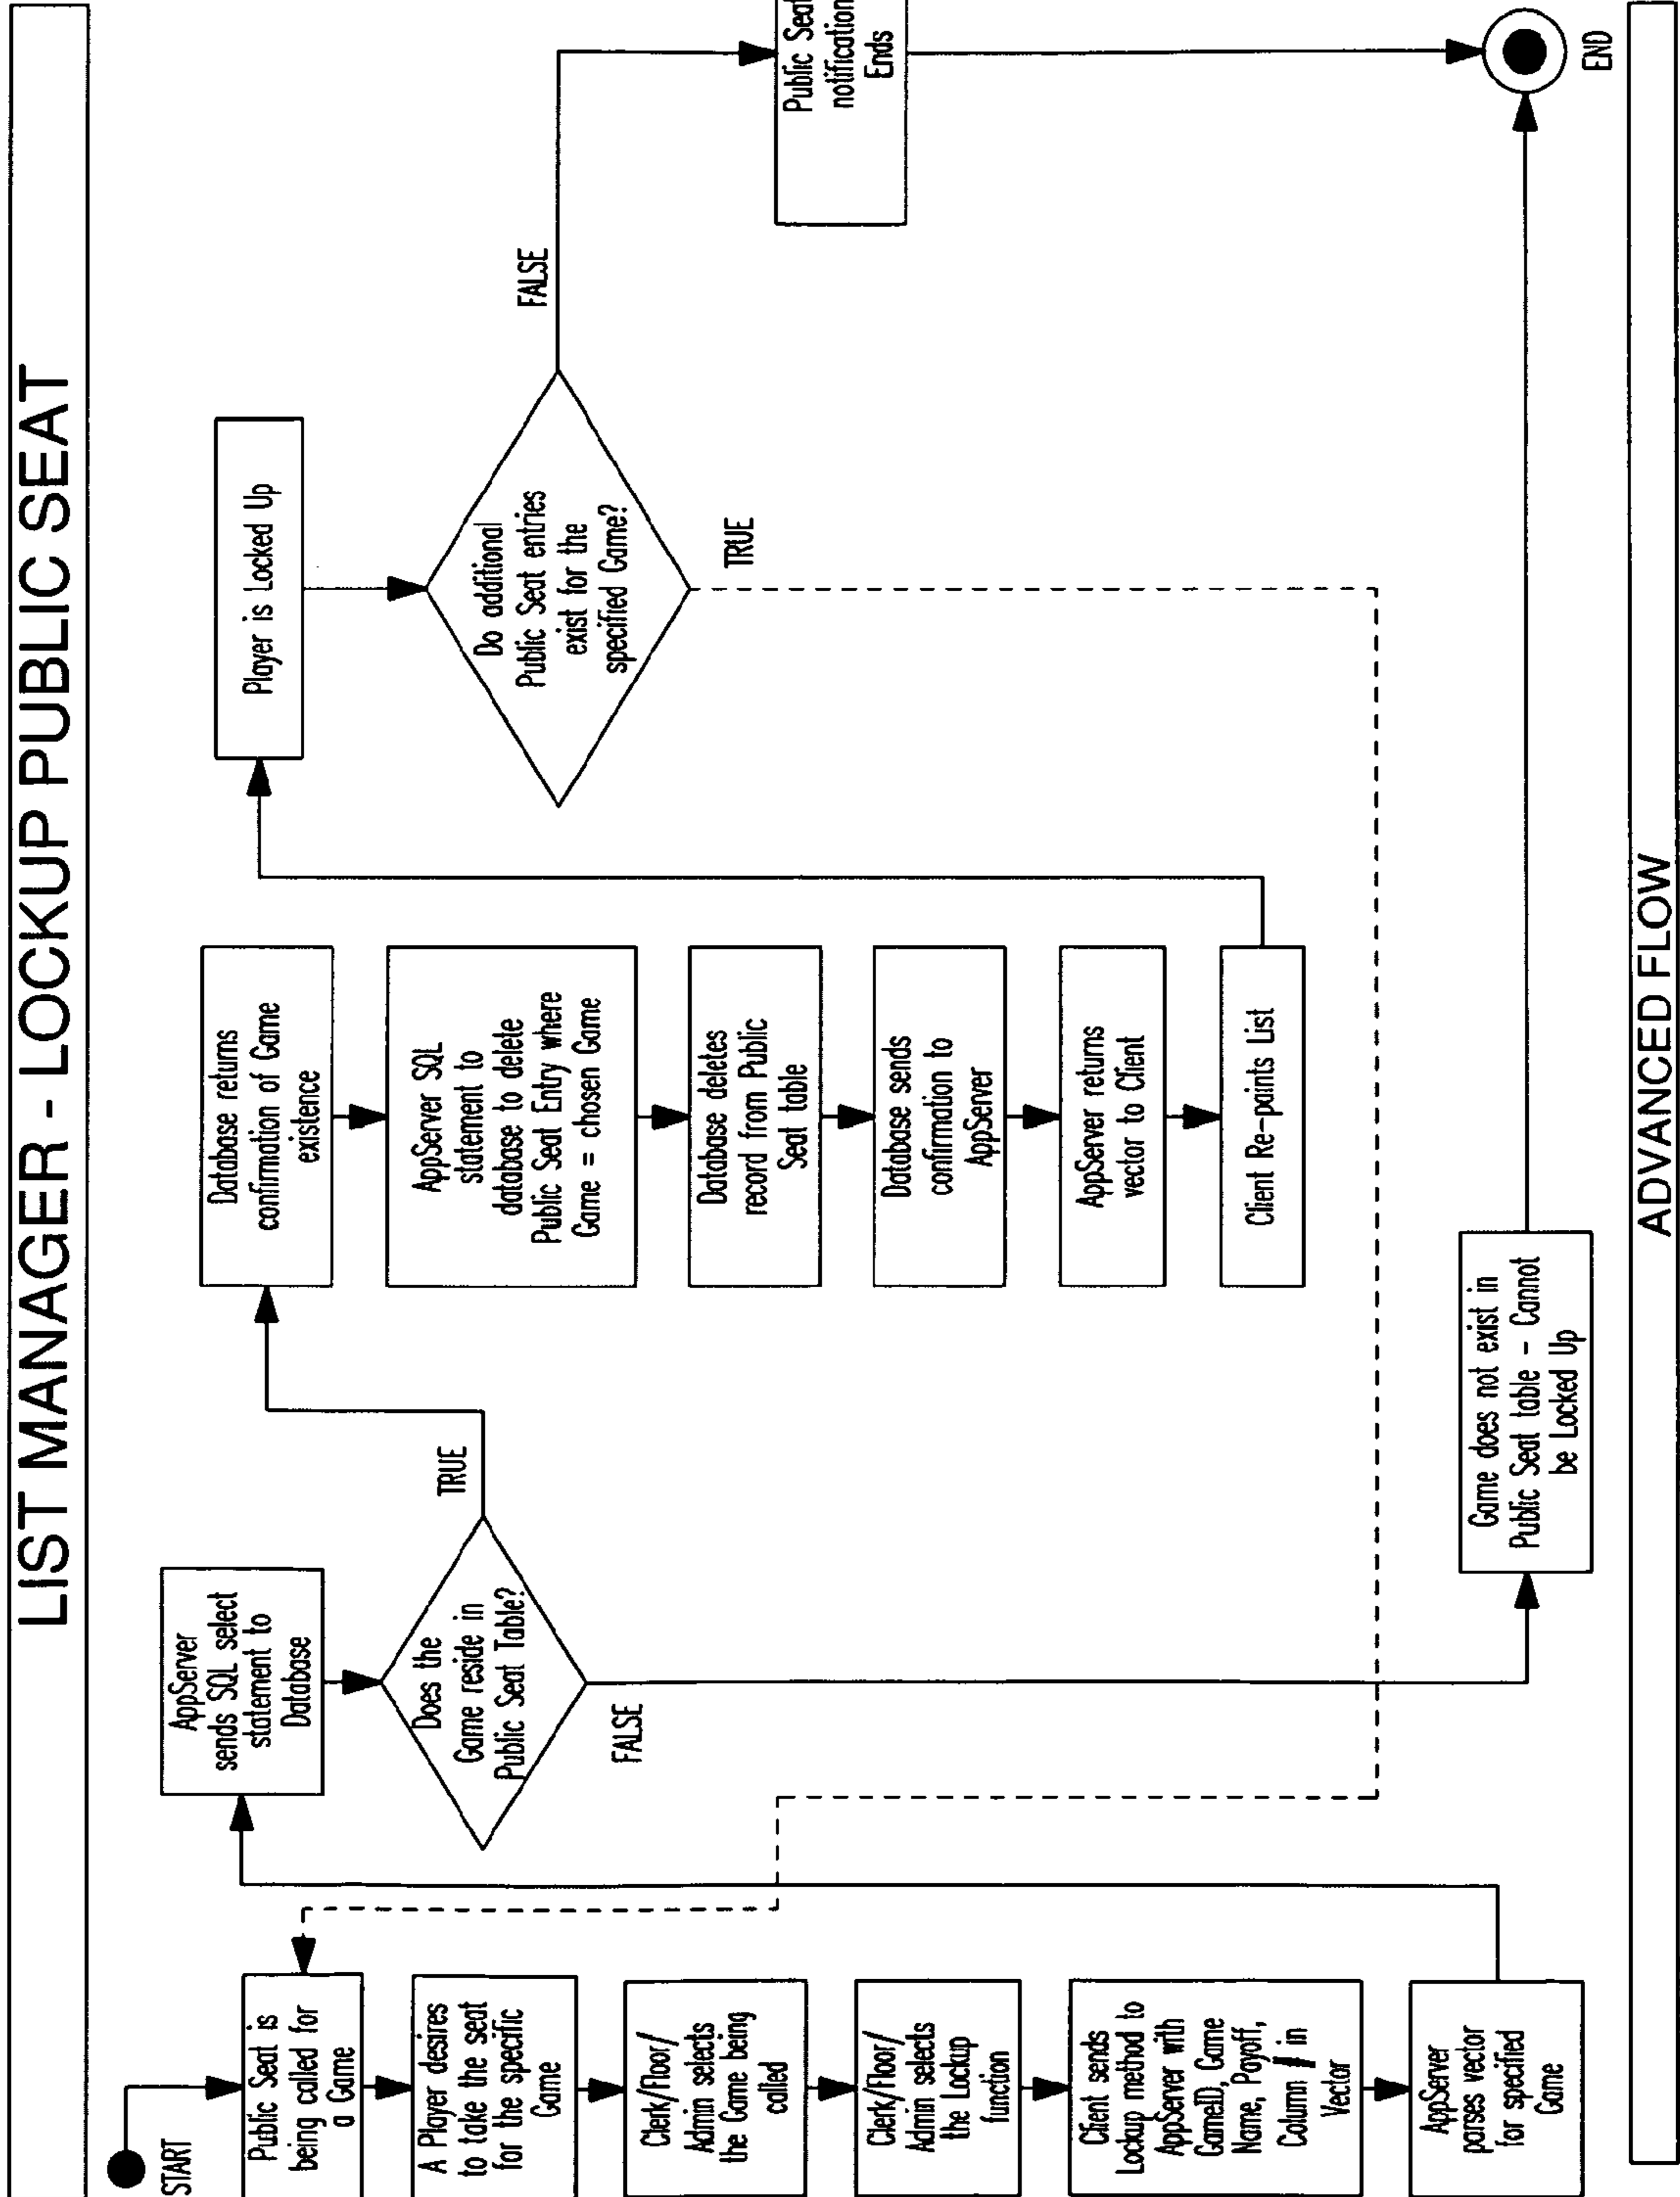 LIST MANAGER - LOCKUP PUBLIC SEAT
START
Public Seat is
being called for
a Game
A Player desires
to take the seat
for the specific
Game
Clerk/Floor/
Admin selects
the Game being
called
Clerk/Floor/
Admin selects
the Lockup
function
Client sends
Lockup method to
AppServer with
GameID, Game
Name, Payoff,
Column # in
Vector
AppServer
parses vector
for specified
Game
AppServer
sends SQL select
statement to
Database
Does the
Game reside in
Public Seat Table?
TRUE
FALSE
Database returns
confirmation of Game
existence
AppServer SQL
statement to
database to delete
Public Seat Entry where
Game = chosen Game
Database deletes
record from Public
Seat table
Database sends
confirmation to
AppServer
AppServer returns
vector to Client
Client Re-paints List
Game does not exist in
Public Seat table - Cannot
be Locked Up
Player is Locked Up
Do additional
Public Seat entries
exist for the
specified Game?
TRUE
FALSE
Public Seat
notification
Ends
END
ADVANCED FLOW